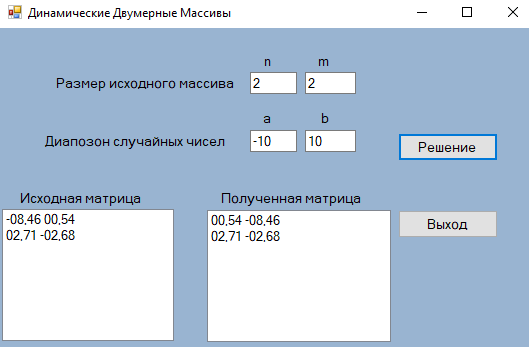 Динамические Двумерные Массивы
n m
Размер исходного массива 2 2
a b
Диапозон случайных чисел -10 10
Решение
Исходная матрица Полученная матрица
-08,46 00,54 00,54 -08,46
02,71 -02,68 02,71 -02,68
Выход